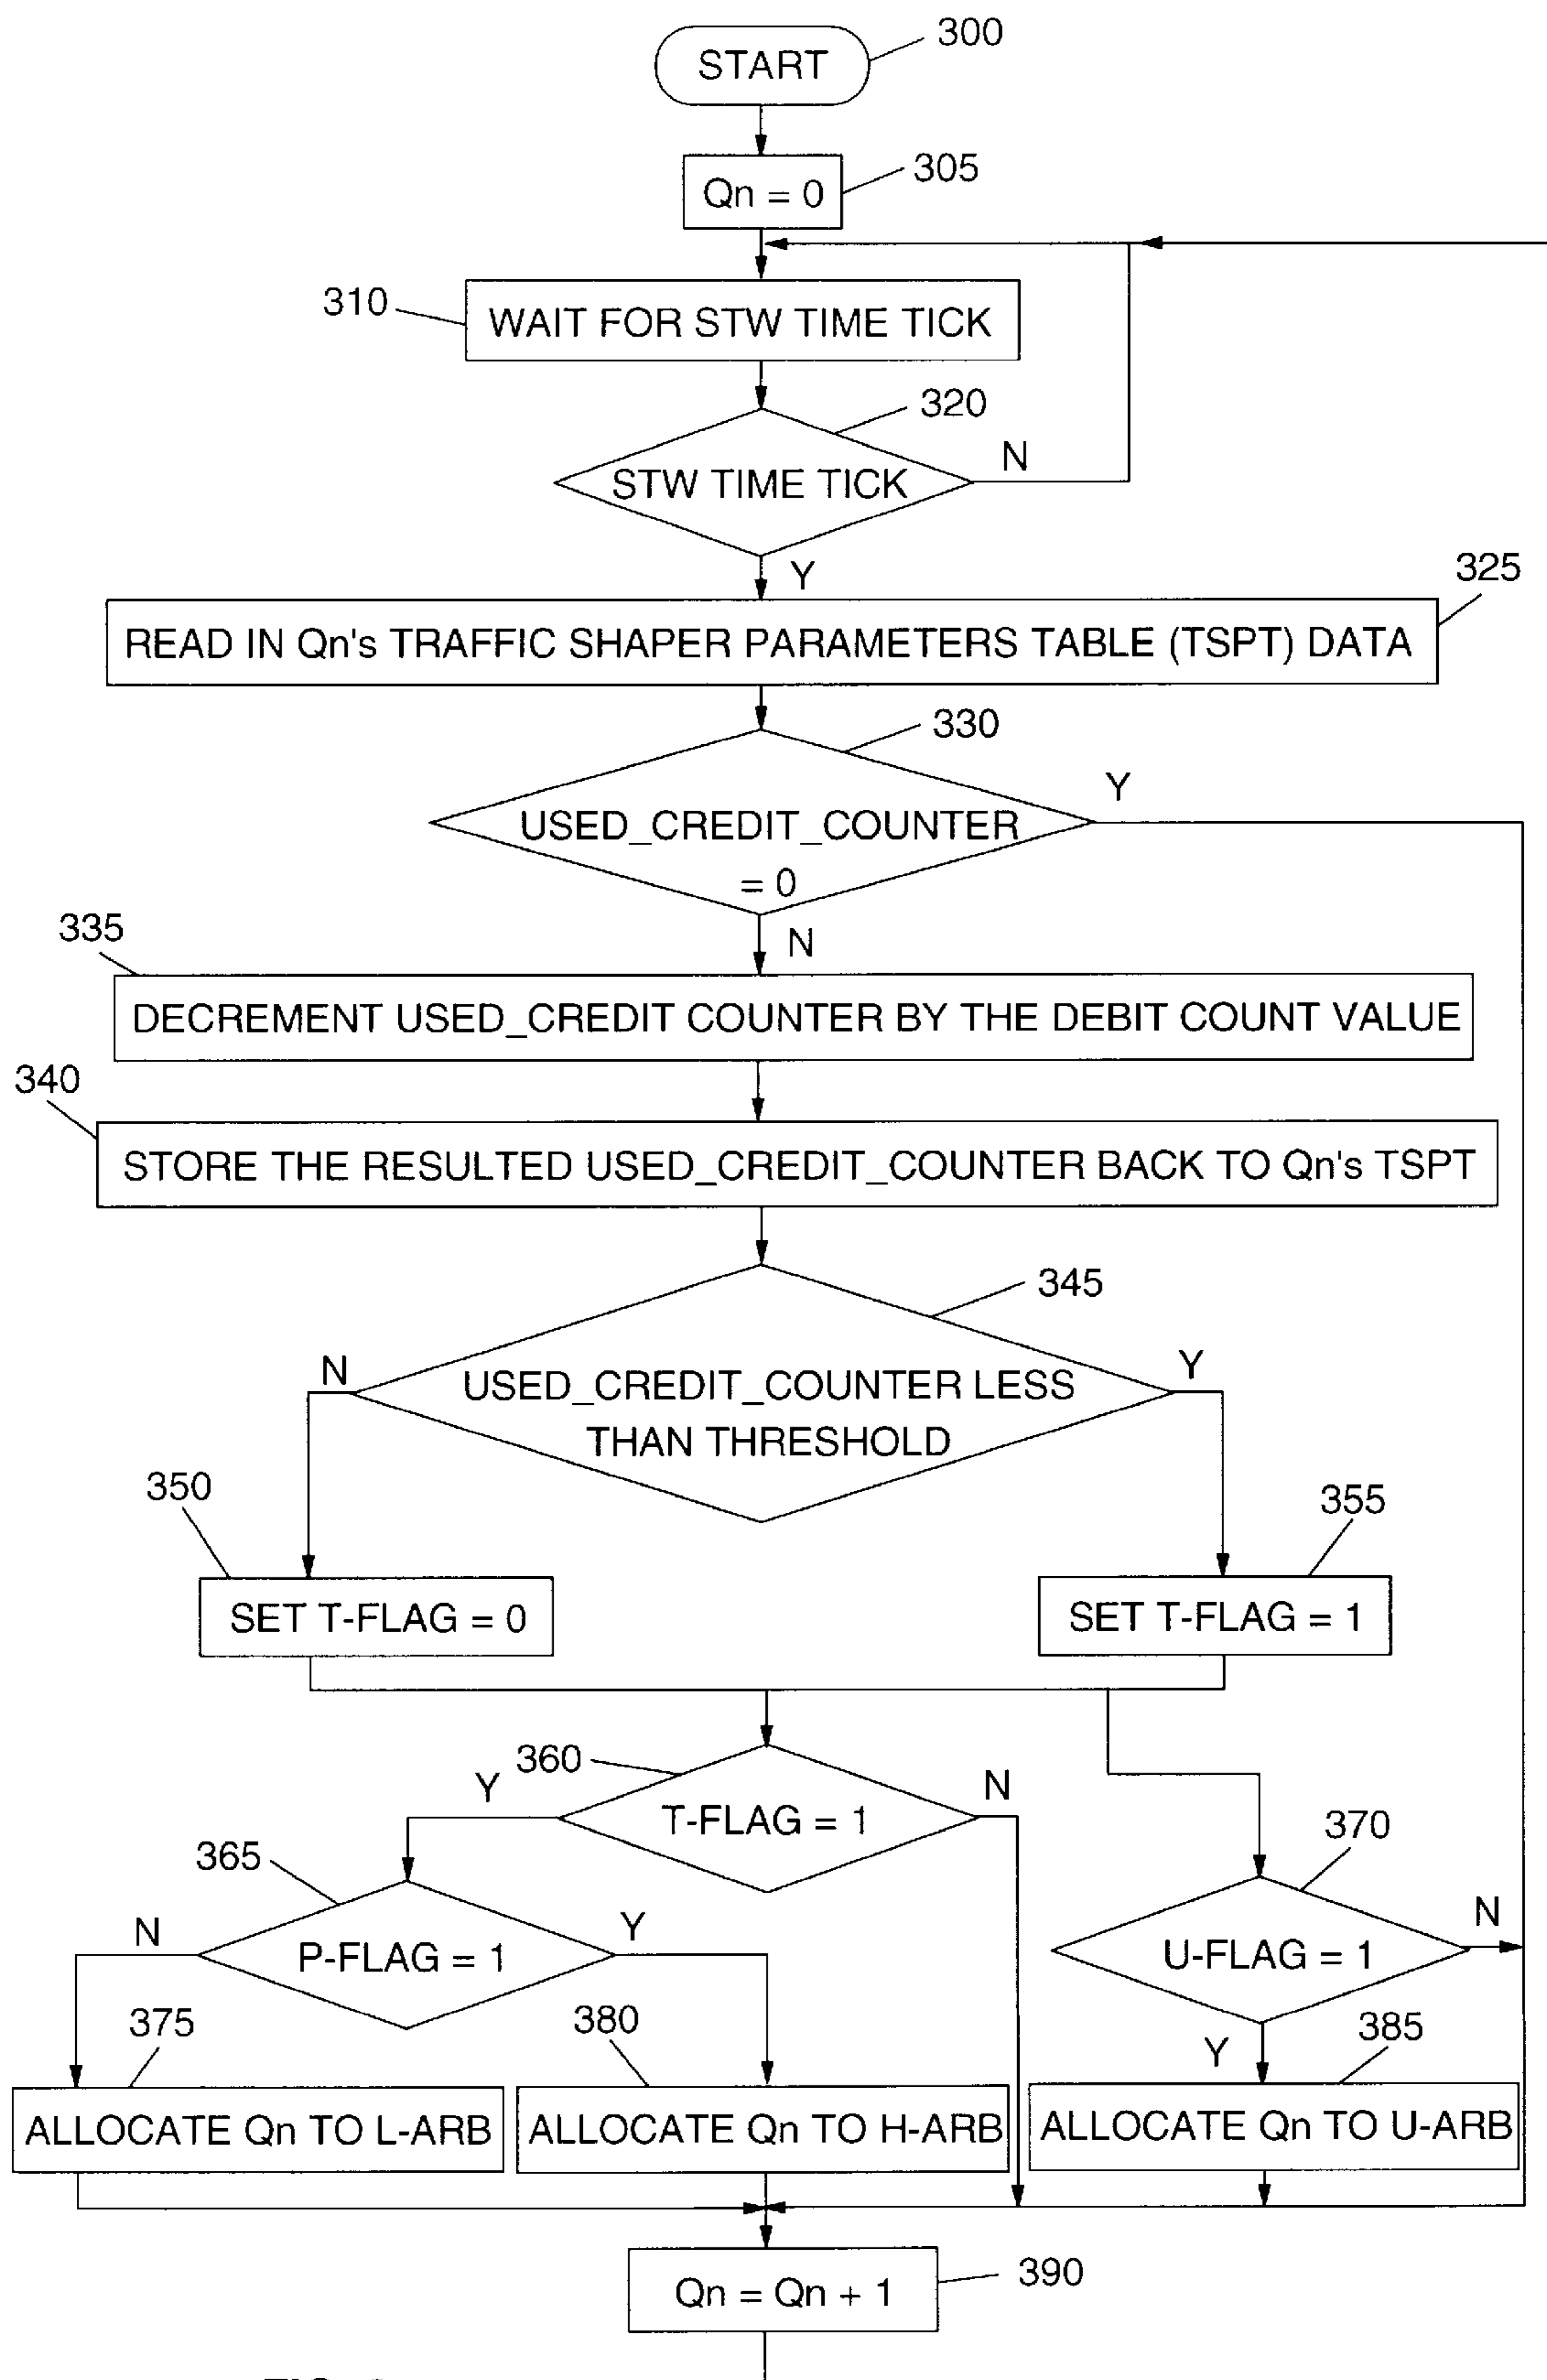 300
START
305
Qn = 0
310
WAIT FOR STW TIME TICK
320
STW TIME TICK
N
Y
325
READ IN Qn's TRAFFIC SHAPER PARAMETERS TABLE (TSPT) DATA
330
Y
USED_CREDIT_COUNTER
= 0
N
335
DECREMENT USED_CREDIT COUNTER BY THE DEBIT COUNT VALUE
340
STORE THE RESULTED USED_CREDIT_COUNTER BACK TO Qn's TSPT
345
N
Y
USED_CREDIT_COUNTER LESS
THAN THRESHOLD
350
355
SET T-FLAG = 0
SET T-FLAG = 1
360
Y
N
T-FLAG = 1
365
370
N
Y
P-FLAG = 1
N
U-FLAG = 1
375
380
Y
385
ALLOCATE Qn TO L-ARB
ALLOCATE Qn TO H-ARB
ALLOCATE Qn TO U-ARB
390
Qn = Qn + 1